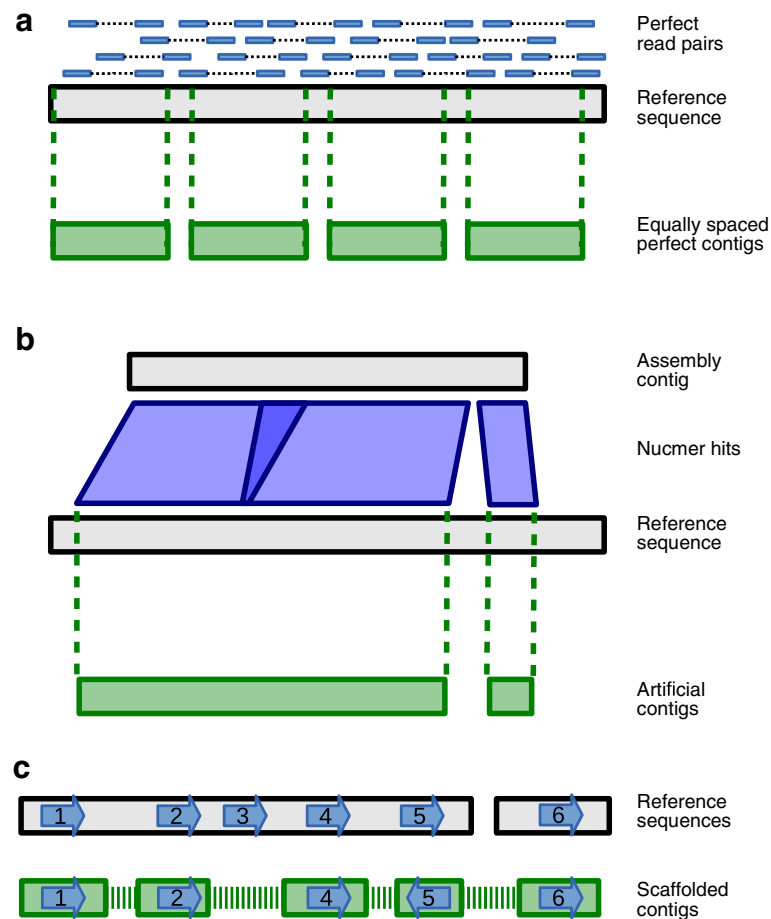 a
Perfect
read pairs
Reference
sequence
Equally spaced
perfect contigs
b
Assembly
contig
Nucmer hits
Reference
sequence
Artificial
contigs
c
1 2 3 4 5 6
Reference
sequences
1 2 4 5 6
Scaffolded
contigs